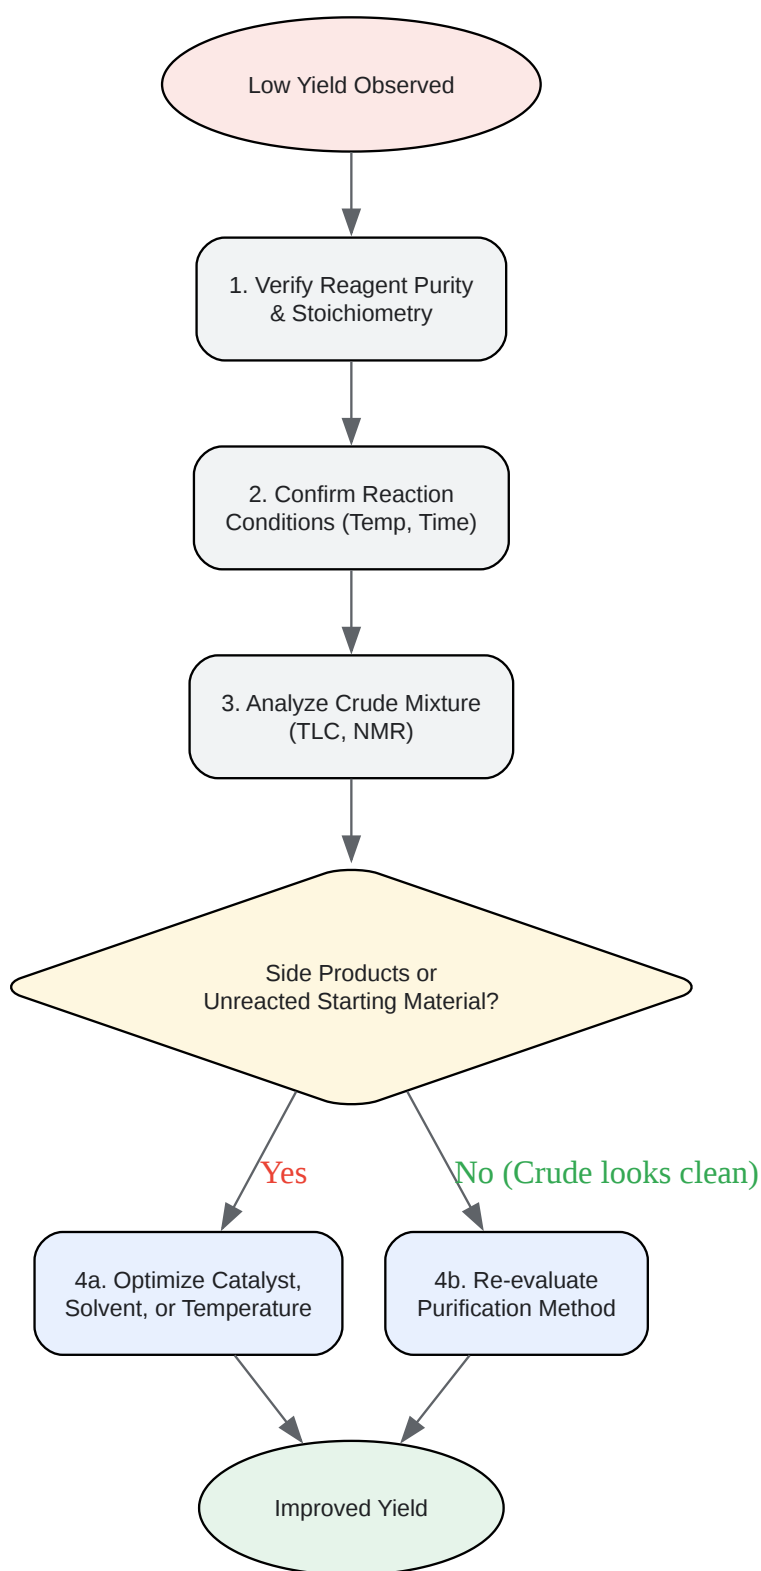 Low Yield Observed
1. Verify Reagent Purity
& Stoichiometry
2. Confirm Reaction
Conditions (Temp, Time)
3. Analyze Crude Mixture
(TLC, NMR)
Side Products or
Unreacted Starting Material?
Yes
No (Crude looks clean)
4a. Optimize Catalyst,
Solvent, or Temperature
4b. Re-evaluate
Purification Method
Improved Yield